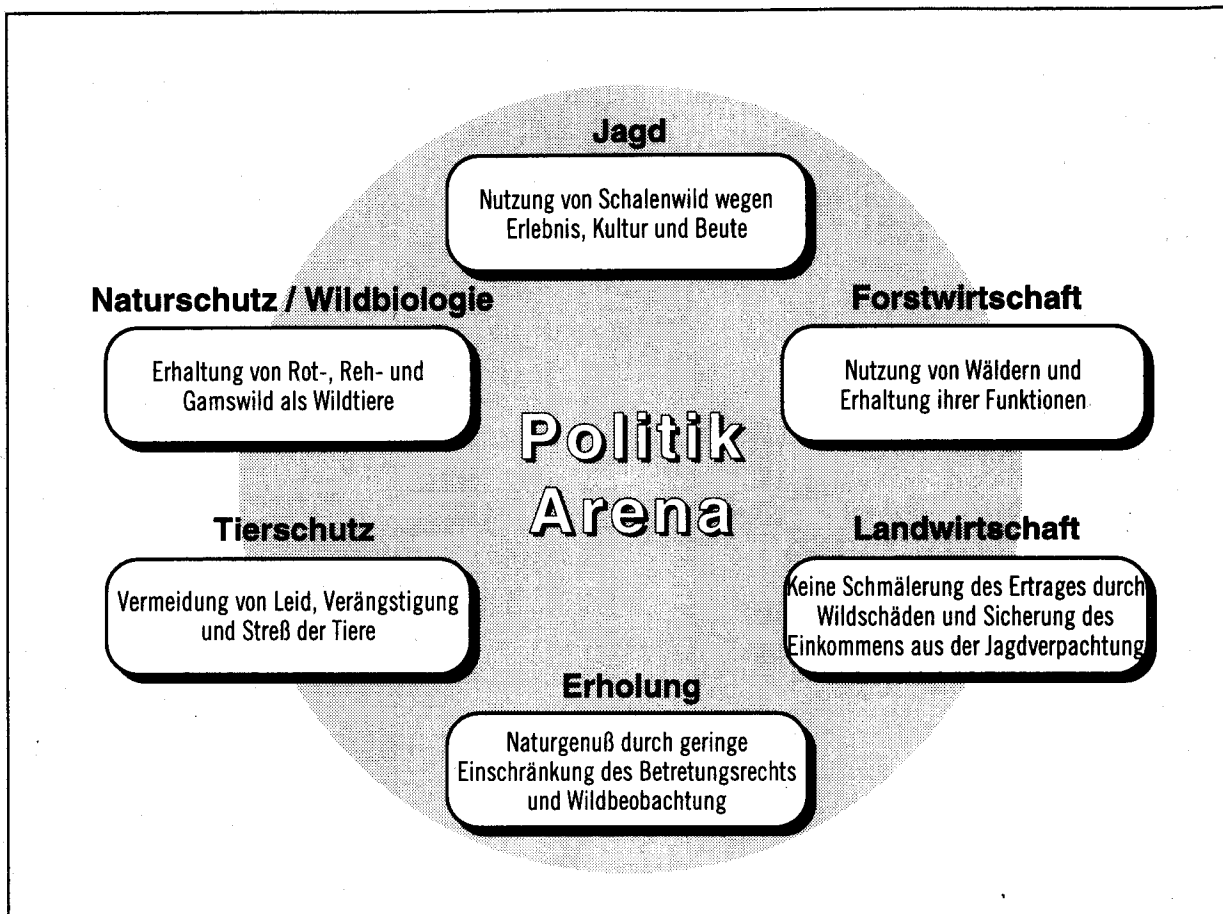 Jagd
Nutzung von Schalenwild wegen
Erlebnis, Kultur und Beute
Naturschutz / Wildbiologie
Erhaltung von Rot-, Reh- und
Gamswild als Wildtiere
Forstwirtschaft
Nutzung von Wäldern und
Erhaltung ihrer Funktionen
Politik
Arena
Tierschutz
Vermeidung von Leid, Verängstigung
und Streß der Tiere
Landwirtschaft
Keine Schmälerung des Ertrages durch
Wildschäden und Sicherung des
Einkommens aus der Jagdverpachtung
Erholung
Naturgenuß durch geringe
Einschränkung des Betretungsrechts
und Wildbeobachtung